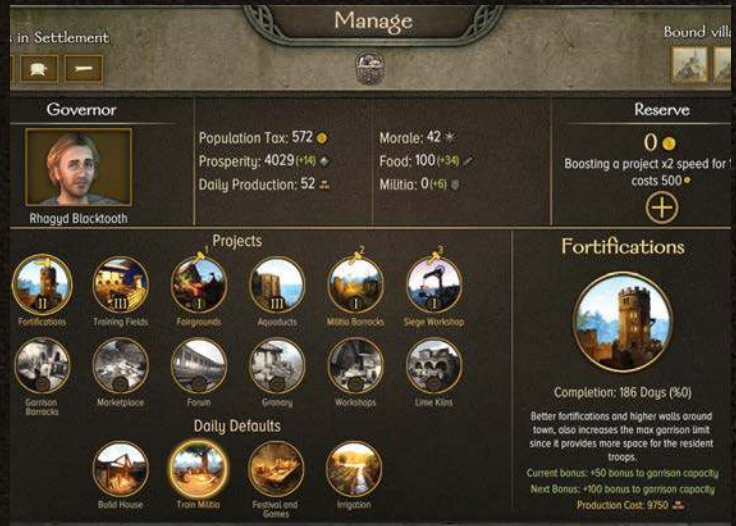 Manage
s in Settlement
Bound villa
Governor
Rhagyd Blacktooth
Population Tax: 572
Prosperity: 4029(+14)
Daily Production: 52
Morale: 42
Food: 100(+34)
Militia: 0(+6)
Reserve
0
Boosting a project x2 speed for
costs 500
Projects
1
2
3
II
III
I
III
I
Fortifications
Training Fields
Fairgrounds
Aquaducts
Militia Barracks
Siege Workshop
Garrison
Barracks
Marketplace
Forum
Granary
Workshops
Lime Kilns
Daily Defaults
Build House
Train Militia
Festival and
Games
Irrigation
Fortifications
Completion: 186 Days (%0)
Better fortifications and higher walls around
town, also increases the max garrison limit
since it provides more space for the resident
troops.
Current bonus: +50 bonus to garrison capacity
Next Bonus: +100 bonus to garrison capacity
Production Cost: 9750